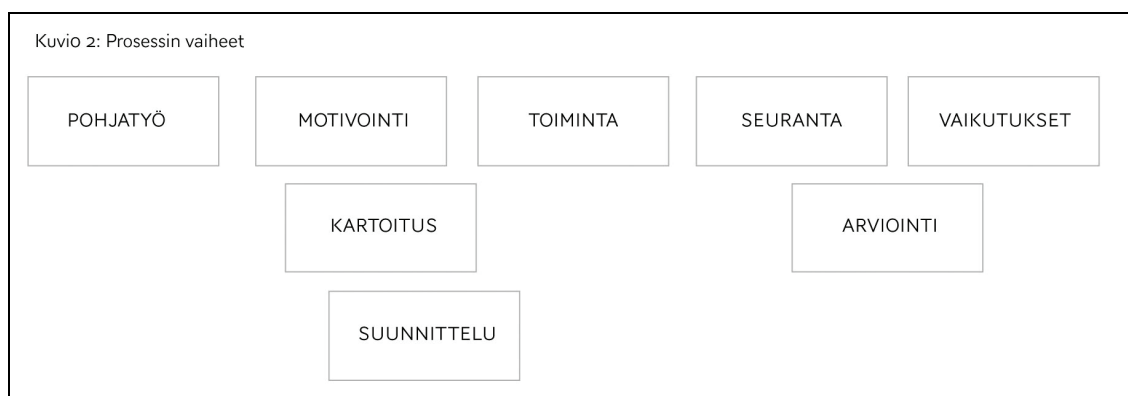 Kuvio 2: Prosessin vaiheet
POHJATYÖ
MOTIVOINTI
TOIMINTA
SEURANTA
VAIKUTUKSET
KARTOITUS
ARVIOINTI
SUUNNITTELU